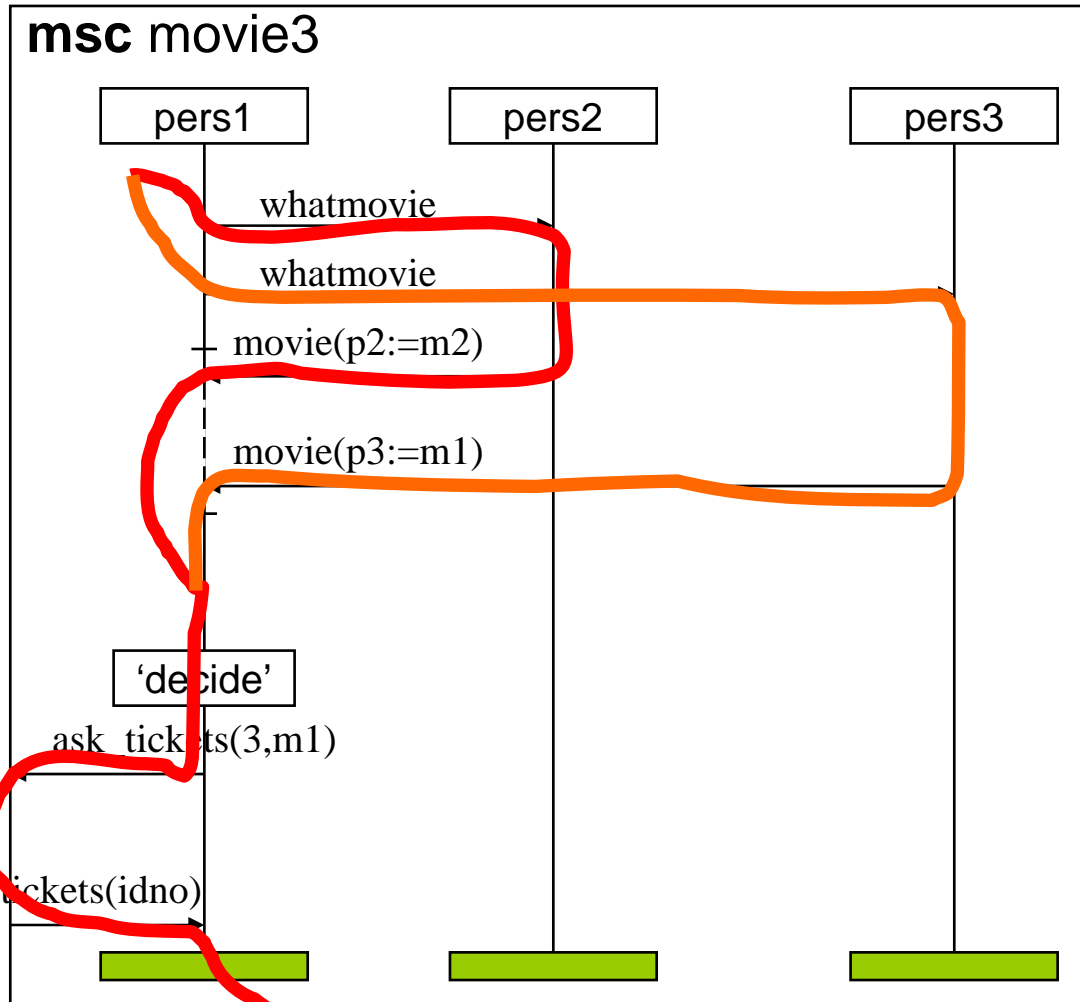 msc movie3
pers1 pers2 pers3
whatmovie
whatmovie
movie(p2:=m2)
movie(p3:=m1)
‘decide’
ask_tickets(3,m1)
tickets(idno)